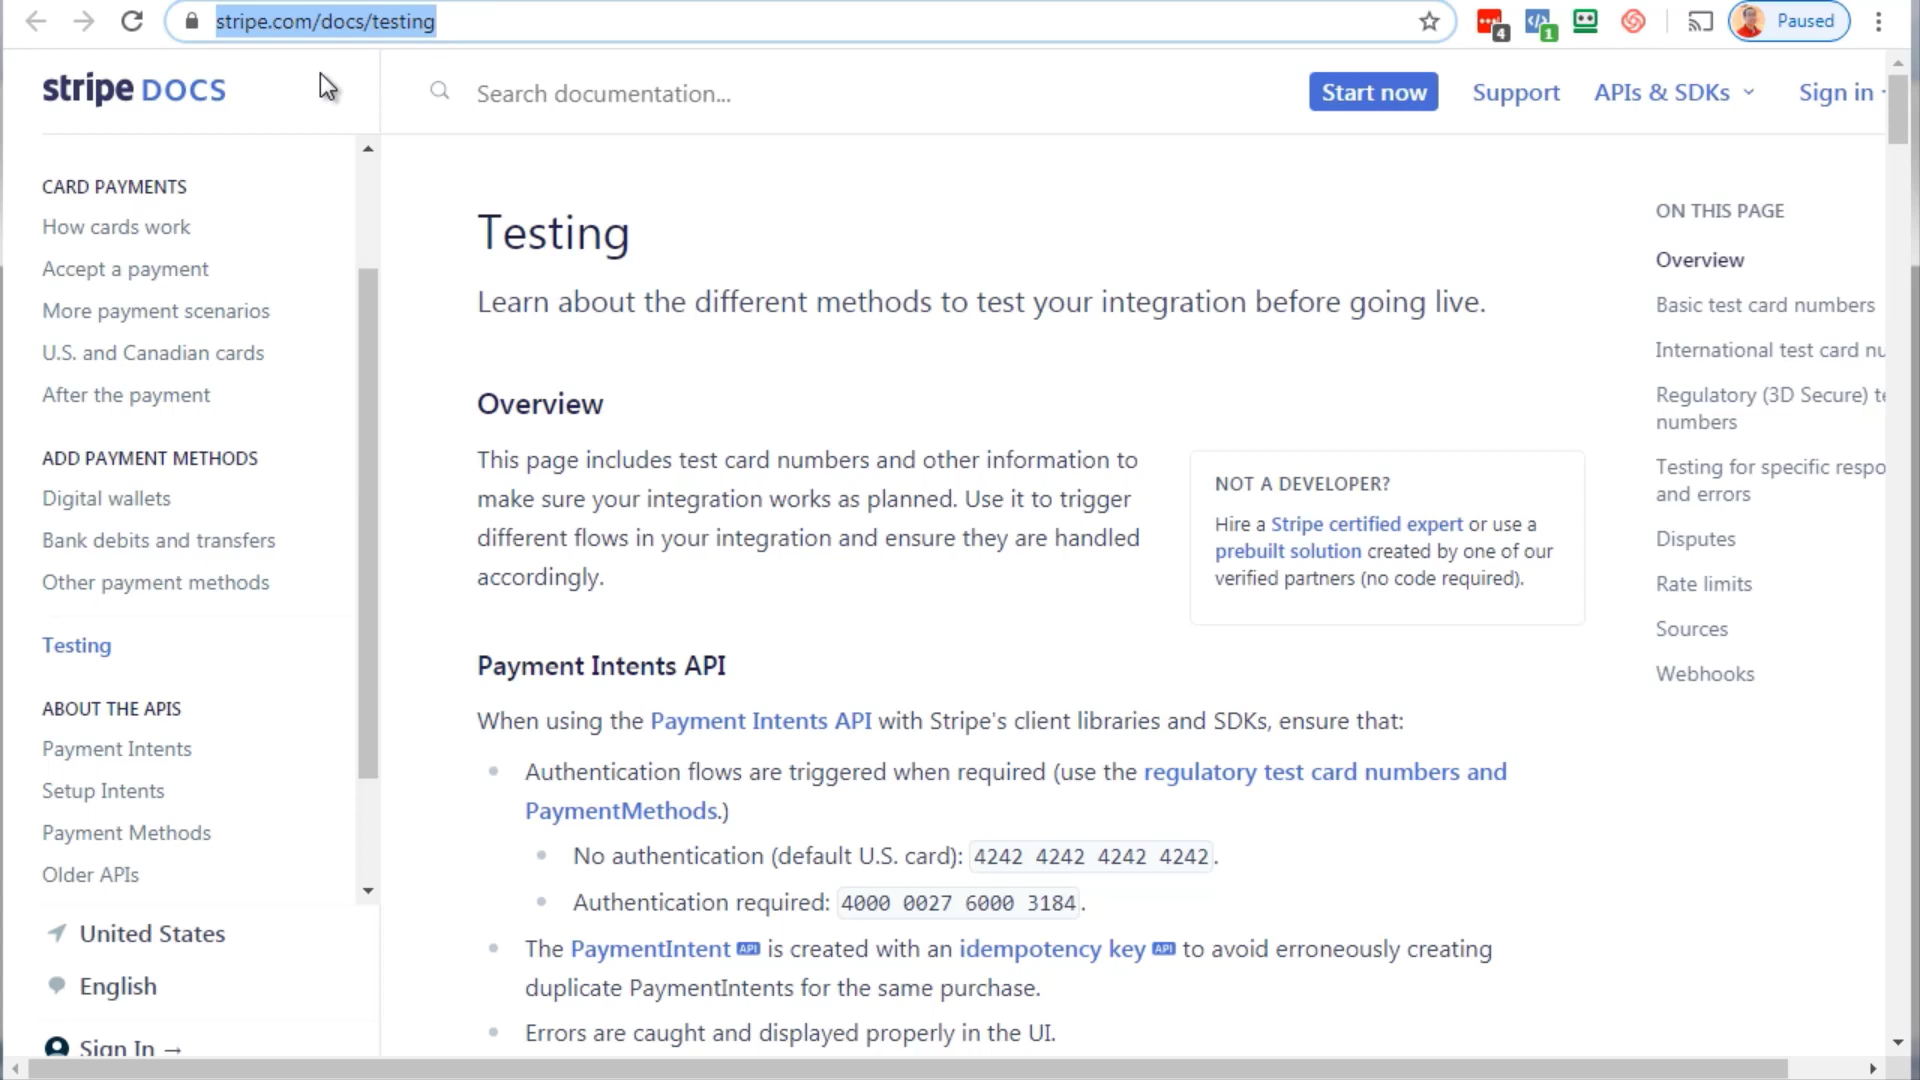 stripe.com/docs/testing
4
1
Paused
stripe DOCS
Search documentation...
Start now
Support
APIs & SDKs
Sign in
CARD PAYMENTS
How cards work
Accept a payment
More payment scenarios
U.S. and Canadian cards
After the payment
ADD PAYMENT METHODS
Digital wallets
Bank debits and transfers
Other payment methods
Testing
ABOUT THE APIS
Payment Intents
Setup Intents
Payment Methods
Older APIs
United States
English
Sign In →
Testing
Learn about the different methods to test your integration before going live.
Overview
This page includes test card numbers and other information to
make sure your integration works as planned. Use it to trigger
different flows in your integration and ensure they are handled
accordingly.
NOT A DEVELOPER?
Hire a Stripe certified expert or use a
prebuilt solution created by one of our
verified partners (no code required).
Payment Intents API
When using the Payment Intents API with Stripe's client libraries and SDKs, ensure that:
Authentication flows are triggered when required (use the regulatory test card numbers and
PaymentMethods.)
No authentication (default U.S. card): 4242 4242 4242 4242.
Authentication required: 4000 0027 6000 3184.
The PaymentIntent API is created with an idempotency key API to avoid erroneously creating
duplicate PaymentIntents for the same purchase.
Errors are caught and displayed properly in the UI.
ON THIS PAGE
Overview
Basic test card numbers
International test card nu
Regulatory (3D Secure) te
numbers
Testing for specific respo
and errors
Disputes
Rate limits
Sources
Webhooks